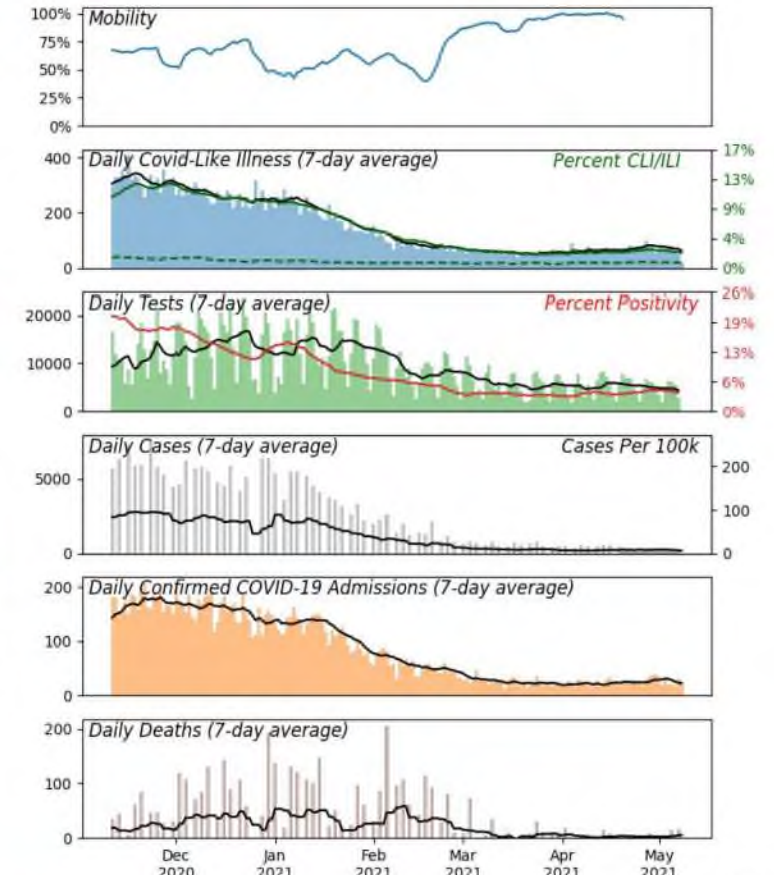 Mobility
100%
75%
50%
25%
0%
Daily Covid-Like Illness (7-day average)
Percent CLI/ILI
400
200
0
17%
13%
9%
4%
0%
Daily Tests (7-day average)
Percent Positivity
20000
10000
0
26%
19%
13%
6%
0%
Daily Cases (7-day average)
Cases Per 100k
5000
0
200
100
0
Daily Confirmed COVID-19 Admissions (7-day average)
200
100
0
Daily Deaths (7-day average)
200
100
0
Dec Jan Feb Mar Apr May
2020 2021 2021 2021 2021 2021